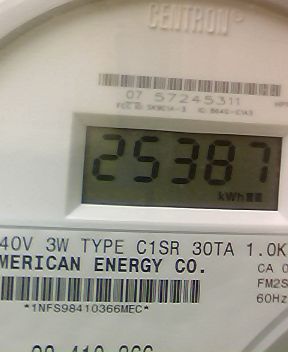 CENTRON®
07 57245311
25387
kWh
40V 3W TYPE C1SR 30TA 1.0K
MERICAN ENERGY CO.
CA 0
FM2S
60Hz
*1NFS98410366MEC*